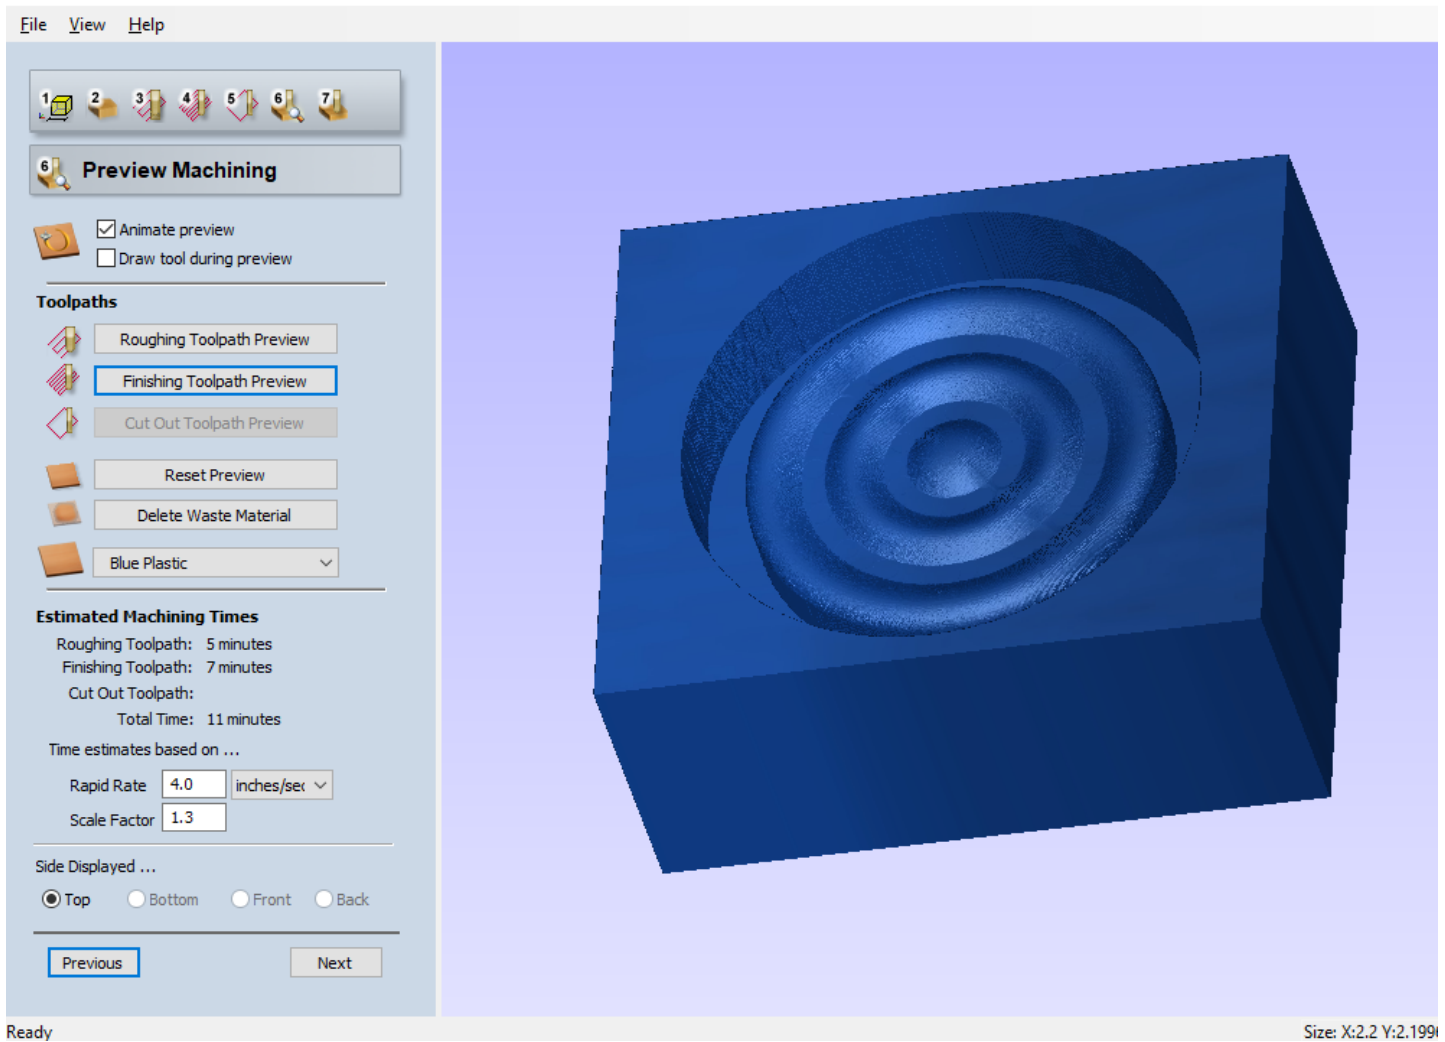 File View Help
1 2 3 4 5 6 7
6 Preview Machining
Animate preview
Draw tool during preview
Toolpaths
Roughing Toolpath Preview
Finishing Toolpath Preview
Cut Out Toolpath Preview
Reset Preview
Delete Waste Material
Blue Plastic
Estimated Machining Times
Roughing Toolpath: 5 minutes
Finishing Toolpath: 7 minutes
Cut Out Toolpath:
Total Time: 11 minutes
Time estimates based on ...
Rapid Rate 4.0 inches/sec
Scale Factor 1.3
Side Displayed ...
Top Bottom Front Back
Previous Next
Ready Size: X:2.2 Y:2.199